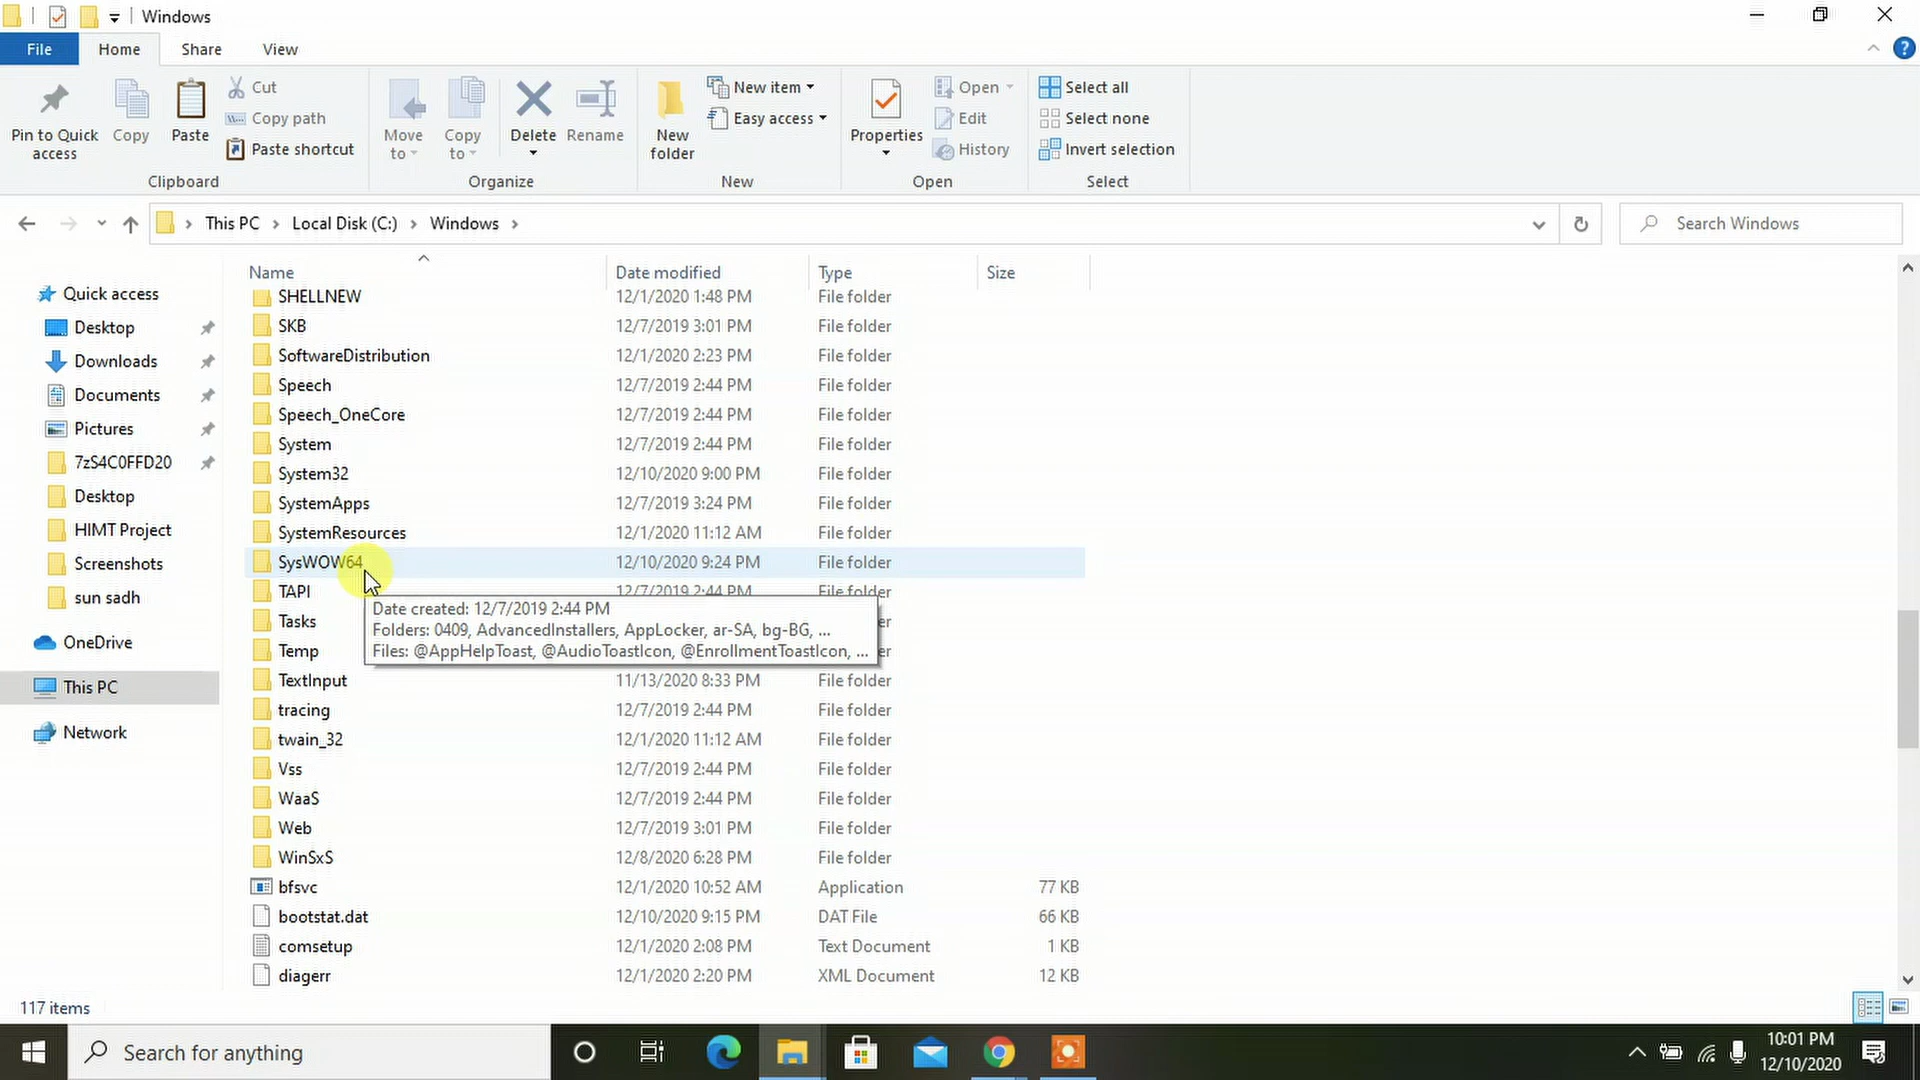 Windows
File Home Share View
Pin to Quick access
Copy
Paste
Cut
Copy path
Paste shortcut
Clipboard
Move to
Copy to
Delete
Rename
Organize
New folder
New item
Easy access
New
Properties
Open
Edit
History
Open
Select all
Select none
Invert selection
Select
This PC Local Disk (C:) Windows
Search Windows
Quick access
Desktop
Downloads
Documents
Pictures
7zS4C0FFD20
Desktop
HIMT Project
Screenshots
sun sadh
OneDrive
This PC
Network
Name Date modified Type Size
SHELLNEW 12/1/2020 1:48 PM File folder
SKB 12/7/2019 3:01 PM File folder
SoftwareDistribution 12/1/2020 2:23 PM File folder
Speech 12/7/2019 2:44 PM File folder
Speech_OneCore 12/7/2019 2:44 PM File folder
System 12/7/2019 2:44 PM File folder
System32 12/10/2020 9:00 PM File folder
SystemApps 12/7/2019 3:24 PM File folder
SystemResources 12/1/2020 11:12 AM File folder
SysWOW64 12/10/2020 9:24 PM File folder
TAPI 12/7/2019 2:44 PM File folder
Tasks er
Temp er
Date created: 12/7/2019 2:44 PM
Folders: 0409, AdvancedInstallers, AppLocker, ar-SA, bg-BG, ...
Files: @AppHelpToast, @AudioToastIcon, @EnrollmentToastIcon, ...
TextInput 11/13/2020 8:33 PM File folder
tracing 12/7/2019 2:44 PM File folder
twain_32 12/1/2020 11:12 AM File folder
Vss 12/7/2019 2:44 PM File folder
WaaS 12/7/2019 2:44 PM File folder
Web 12/7/2019 3:01 PM File folder
WinSxS 12/8/2020 6:28 PM File folder
bfsvc 12/1/2020 10:52 AM Application 77 KB
bootstat.dat 12/10/2020 9:15 PM DAT File 66 KB
comsetup 12/1/2020 2:08 PM Text Document 1 KB
diagerr 12/1/2020 2:20 PM XML Document 12 KB
117 items
Search for anything
10:01 PM
12/10/2020